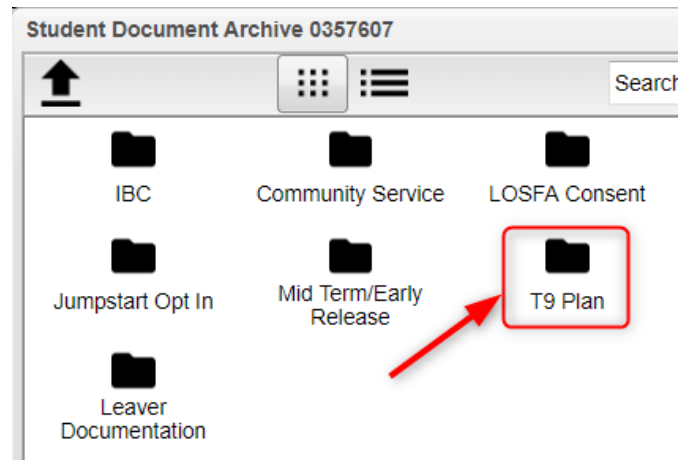 Student Document Archive 0357607
Search
IBC
Community Service
LOSFA Consent
Jumpstart Opt In
Mid Term/Early
Release
T9 Plan
Leaver
Documentation